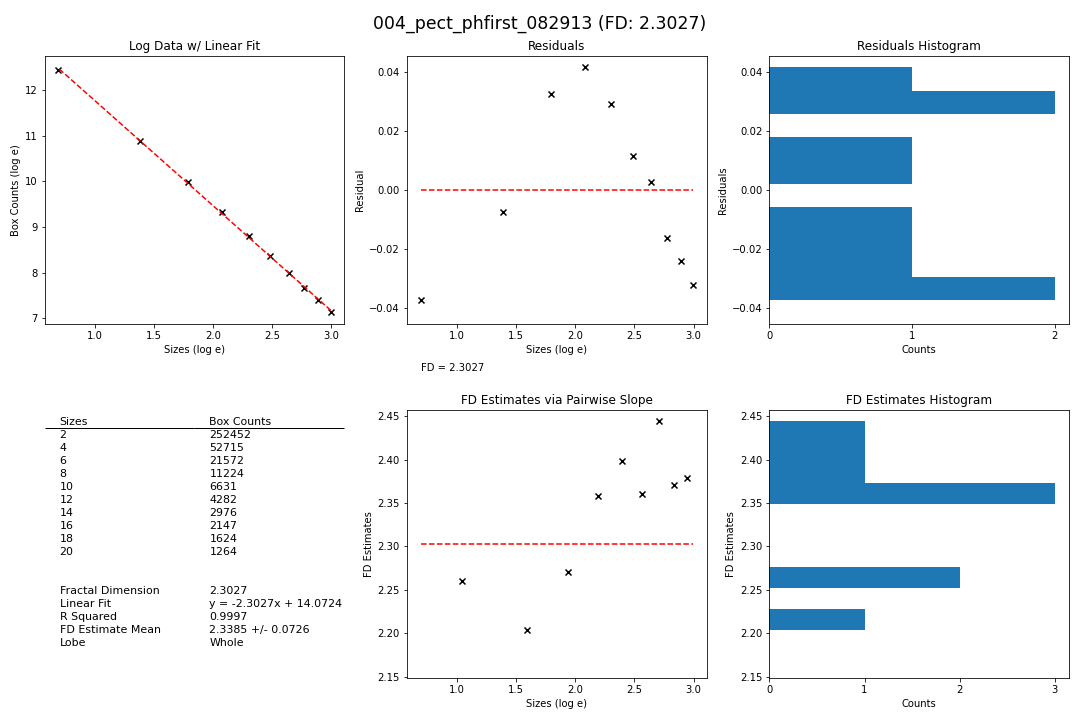 004_pect_phfirst_082913 (FD: 2.3027)
Log Data w/ Linear Fit
Box Counts (log e)
12
11
10
9
8
7
1.0 1.5 2.0 2.5 3.0
Sizes (log e)
Residuals
Residual
0.04
0.02
0.00
−0.02
−0.04
1.0 1.5 2.0 2.5 3.0
Sizes (log e)
FD = 2.3027
Residuals Histogram
Residuals
0.04
0.02
0.00
−0.02
−0.04
0 1 2
Counts
Sizes Box Counts
2 252452
4 52715
6 21572
8 11224
10 6631
12 4282
14 2976
16 2147
18 1624
20 1264
Fractal Dimension 2.3027
Linear Fit y = -2.3027x + 14.0724
R Squared 0.9997
FD Estimate Mean 2.3385 +/- 0.0726
Lobe Whole
FD Estimates via Pairwise Slope
FD Estimates
2.45
2.40
2.35
2.30
2.25
2.20
2.15
1.0 1.5 2.0 2.5 3.0
Sizes (log e)
FD Estimates Histogram
FD Estimates
2.45
2.40
2.35
2.30
2.25
2.20
2.15
0 1 2 3
Counts